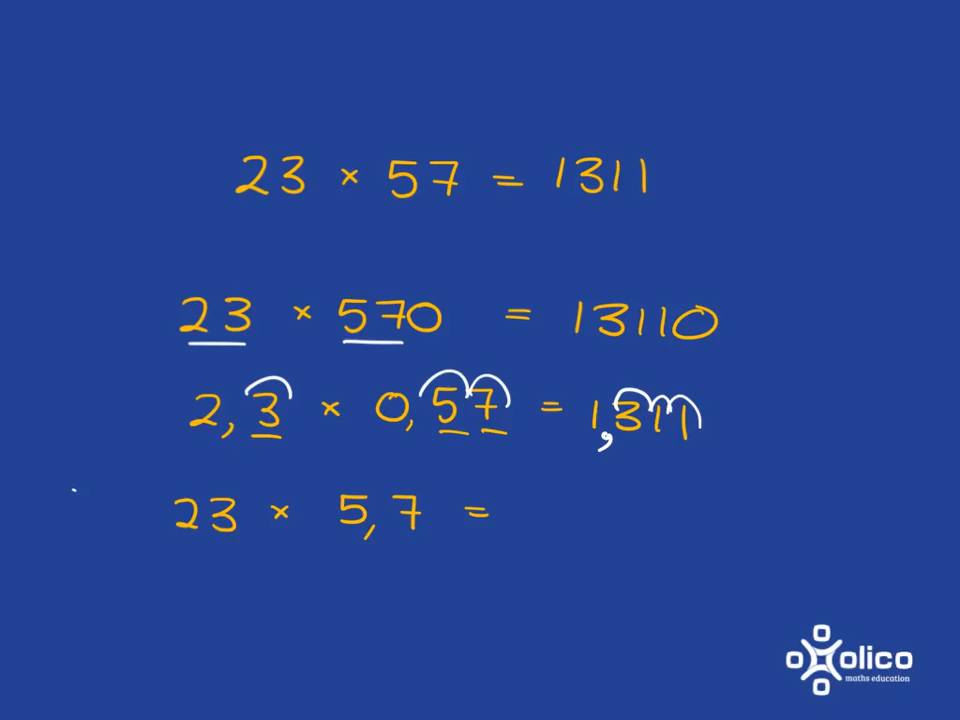 23 × 57 = 1311
23 × 570 = 13110
2,3 × 0,57 = 1,311
23 × 5,7 =
olico
maths education